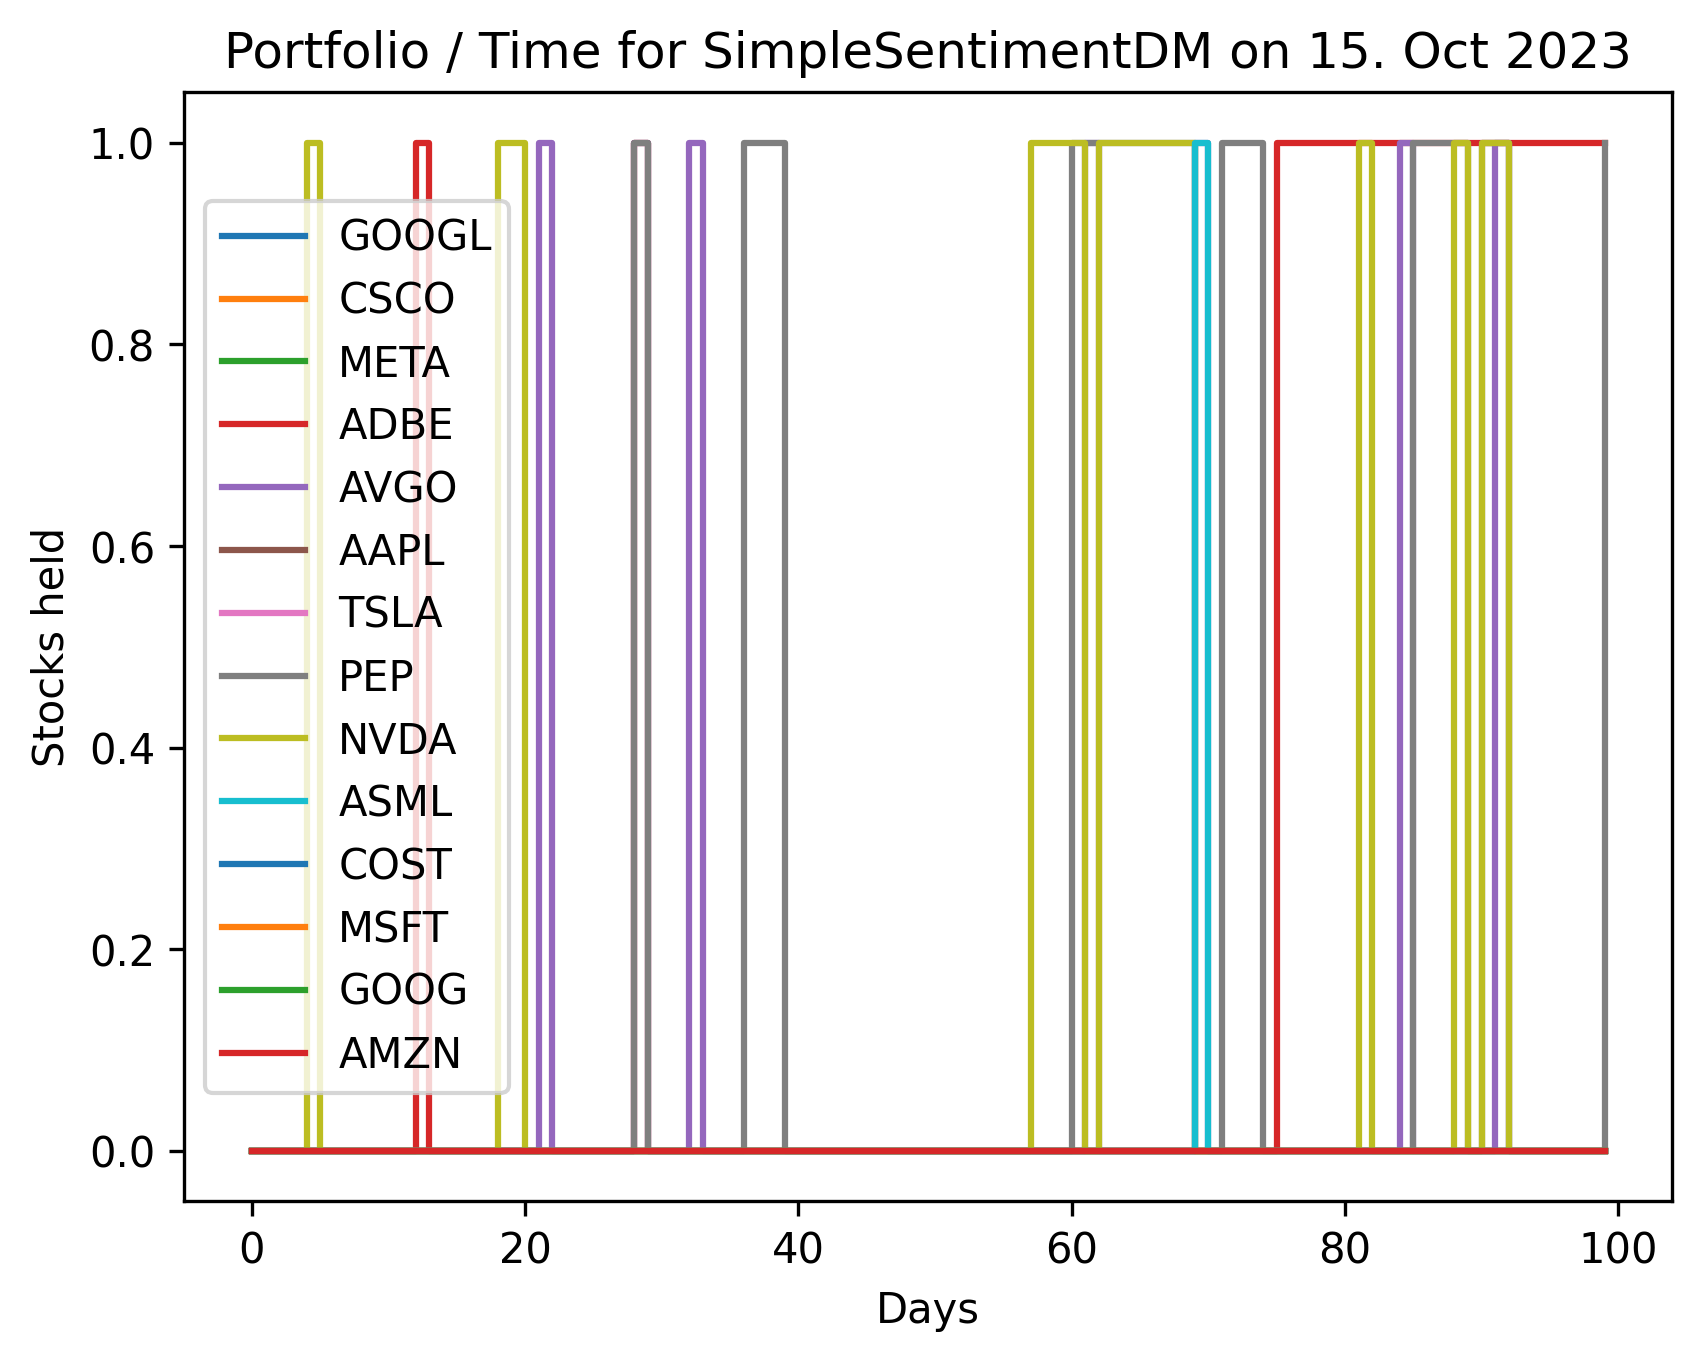 Portfolio / Time for SimpleSentimentDM on 15. Oct 2023
1.0
0.8
0.6
0.4
0.2
0.0
Stocks held
GOOGL
CSCO
META
ADBE
AVGO
AAPL
TSLA
PEP
NVDA
ASML
COST
MSFT
GOOG
AMZN
0 20 40 60 80 100
Days